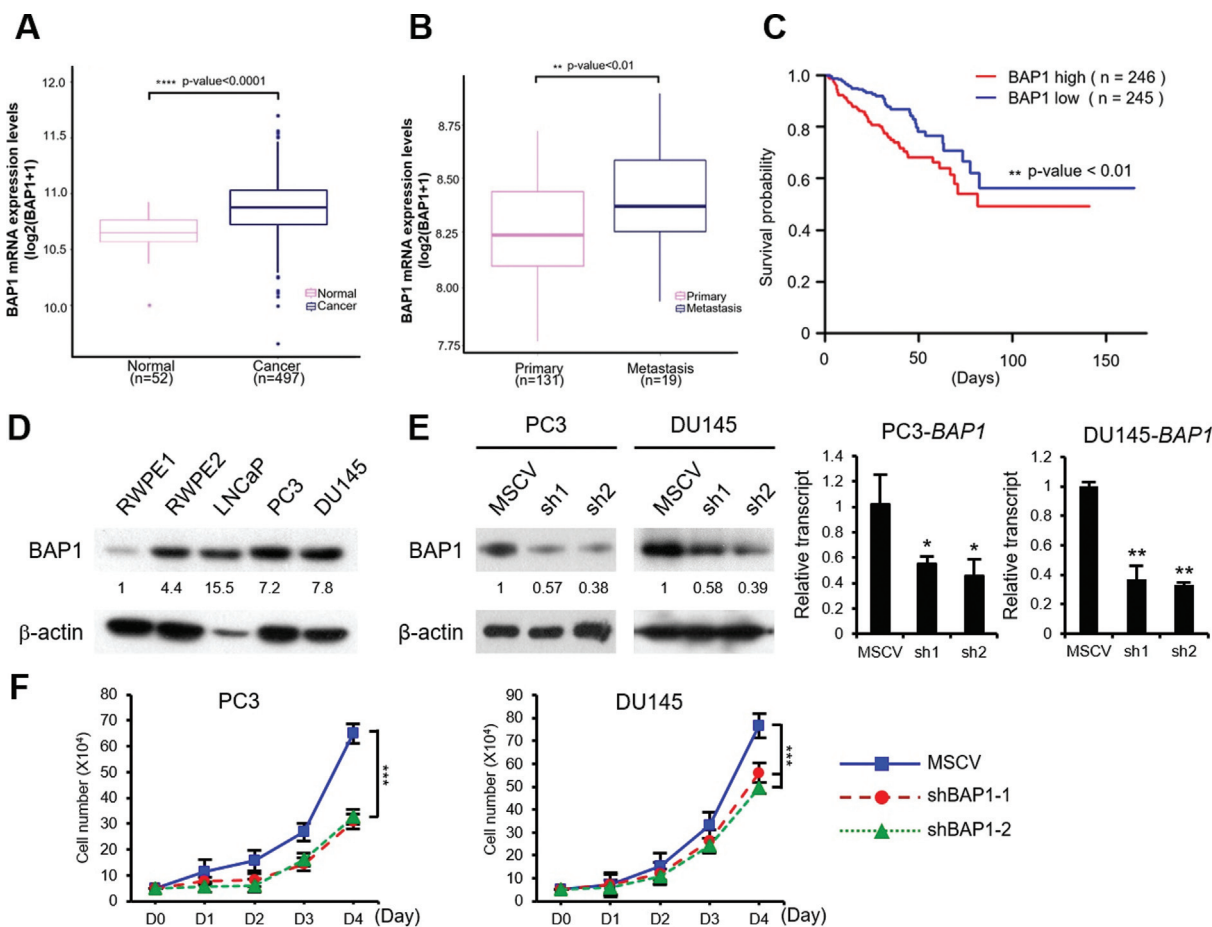 A
BAP1 mRNA expression levels
(log2(BAP1+1)
12.0
11.5
11.0
10.5
10.0
**** p-value<0.0001
Normal
Cancer
Normal
(n=52)
Cancer
(n=497)
B
BAP1 mRNA expression levels
(log2(BAP1+1)
8.75
8.50
8.25
8.00
7.75
** p-value<0.01
Primary
Metastasis
Primary
(n=131)
Metastasis
(n=19)
C
Survival probability
1.0
0.8
0.6
0.4
0.2
0
BAP1 high ( n = 246 )
BAP1 low ( n = 245 )
** p-value < 0.01
0 50 100 150
(Days)
D
RWPE1 RWPE2 LNCaP PC3 DU145
BAP1
1 4.4 15.5 7.2 7.8
β-actin
E
PC3 DU145
MSCV sh1 sh2 MSCV sh1 sh2
BAP1
1 0.57 0.38 1 0.58 0.39
β-actin
PC3-BAP1
Relative transcript
1.4
1.2
1
0.8
0.6
0.4
0.2
0
* *
MSCV sh1 sh2
DU145-BAP1
Relative transcript
1.2
1
0.8
0.6
0.4
0.2
0
** **
MSCV sh1 sh2
F
PC3
Cell number (X10⁴)
80
70
60
50
40
30
20
10
0
***
D0 D1 D2 D3 D4 (Day)
DU145
Cell number (X10⁴)
90
80
70
60
50
40
30
20
10
0
***
D0 D1 D2 D3 D4 (Day)
MSCV
shBAP1-1
shBAP1-2